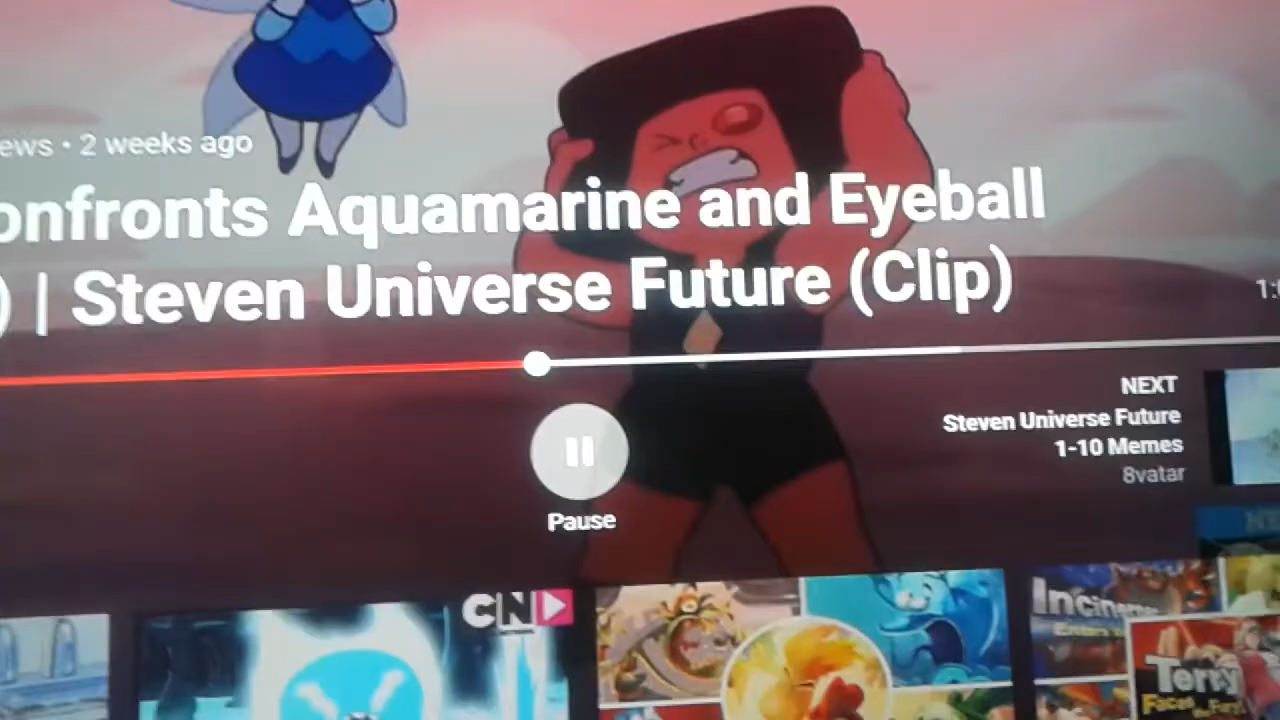 ews • 2 weeks ago
onfronts Aquamarine and Eyeball
) | Steven Universe Future (Clip)
NEXT
Steven Universe Future
1-10 Memes
8vatar
Pause
CN
Terry